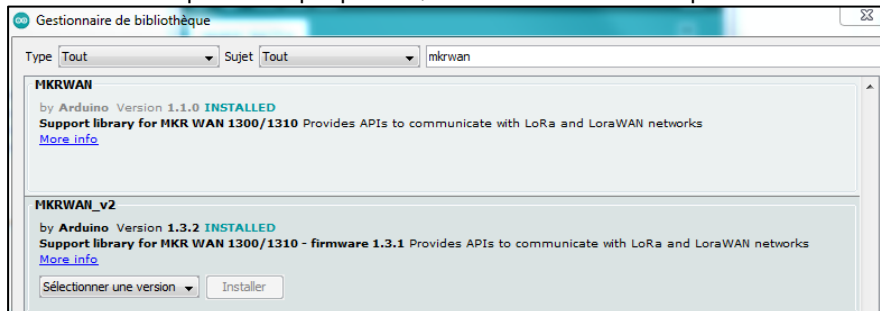 Gestionnaire de bibliothèque
Type Tout Sujet Tout mkrwan
MKRWAN
by Arduino Version 1.1.0 INSTALLED
Support library for MKR WAN 1300/1310 Provides APIs to communicate with LoRa and LoraWAN networks
More info
MKRWAN_v2
by Arduino Version 1.3.2 INSTALLED
Support library for MKR WAN 1300/1310 - firmware 1.3.1 Provides APIs to communicate with LoRa and LoraWAN networks
More info
Sélectionner une version Installer